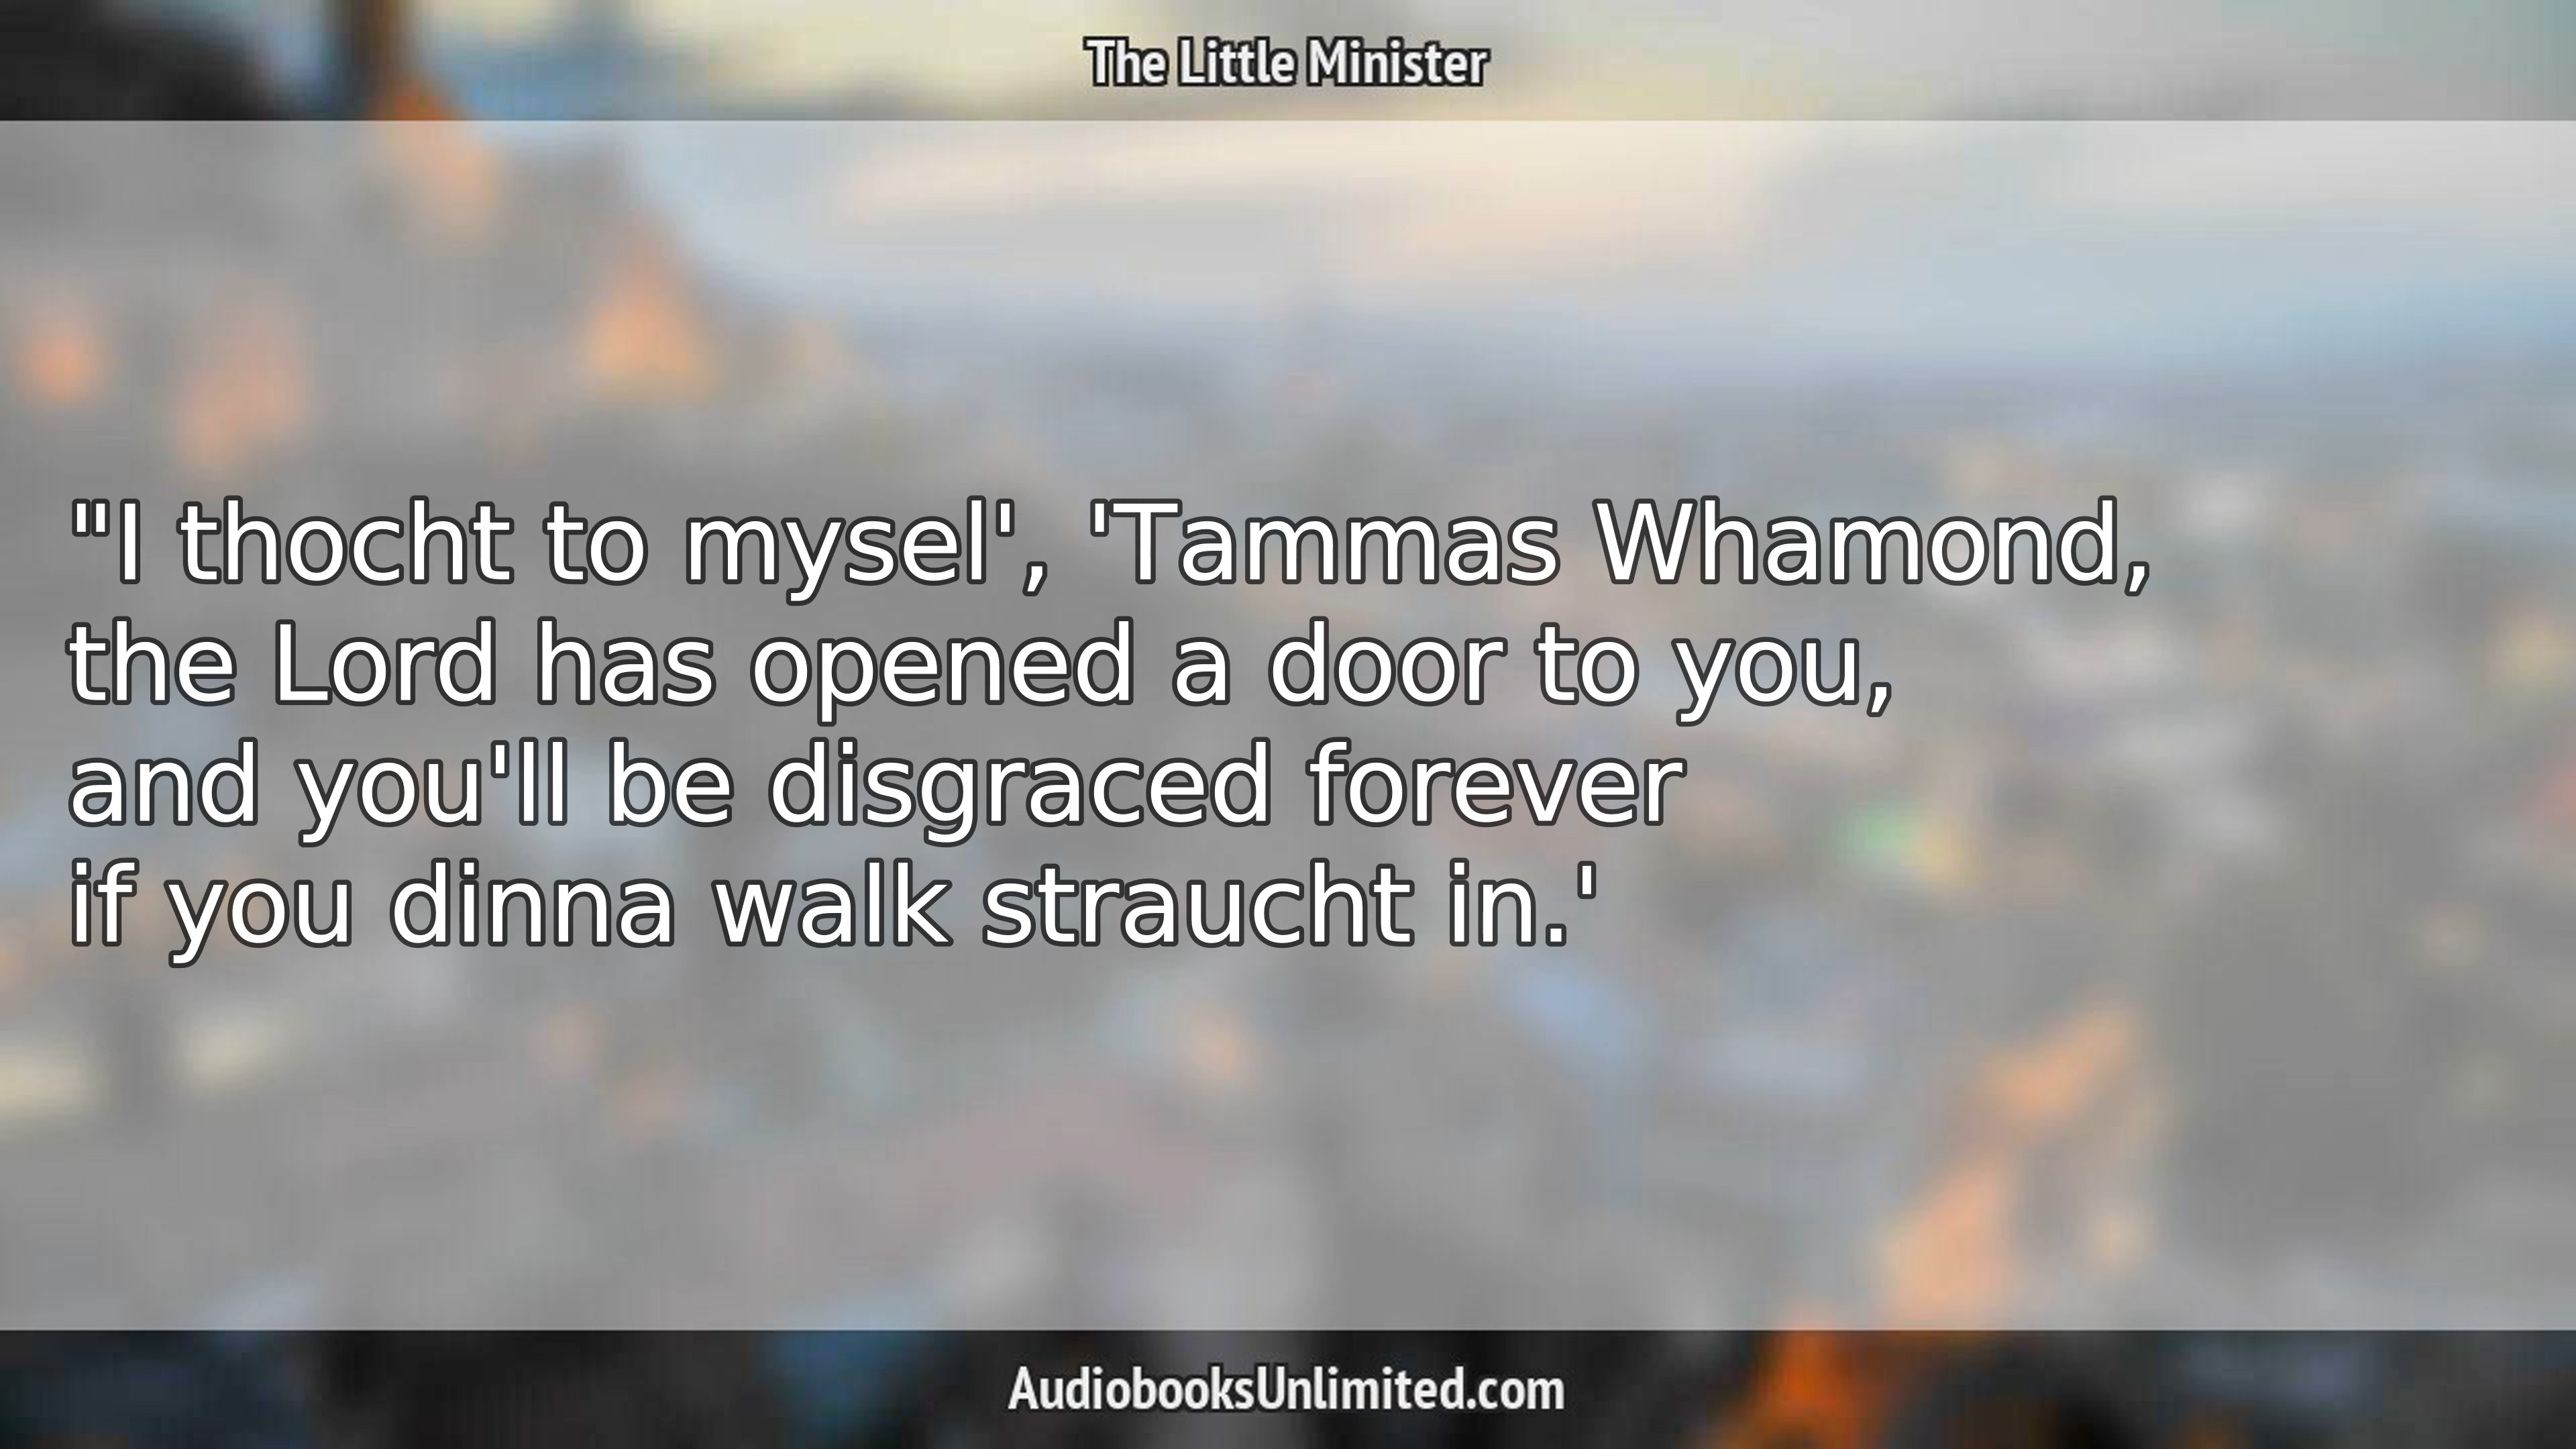 The Little Minister
"I thocht to mysel', 'Tammas Whamond,
the Lord has opened a door to you,
and you'll be disgraced forever
if you dinna walk straucht in.'
AudiobooksUnlimited.com